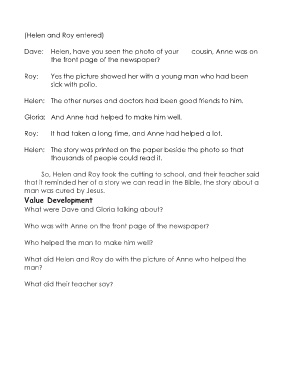 (Helen and Roy entered)
Dave: Helen, have you seen the photo of your cousin, Anne was on
the front page of the newspaper?
Roy: Yes the picture showed her with a young man who had been
sick with polio.
Helen: The other nurses and doctors had been good friends to him.
Gloria: And Anne had helped to make him well.
Roy: It had taken a long time, and Anne had helped a lot.
Helen: The story was printed on the paper beside the photo so that
thousands of people could read it.
So, Helen and Roy took the cutting to school, and their teacher said
that it reminded her of a story we can read in the Bible, the story about a
man was cured by Jesus.
Value Development
What were Dave and Gloria talking about?
Who was with Anne on the front page of the newspaper?
Who helped the man to make him well?
What did Helen and Roy do with the picture of Anne who helped the
man?
What did their teacher say?